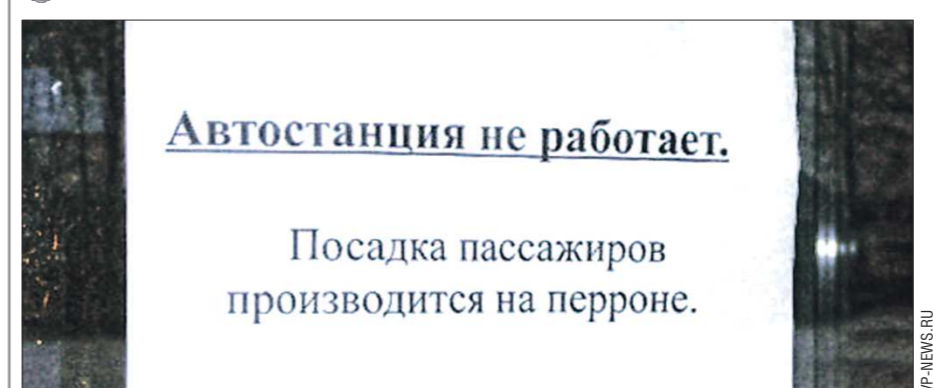 Автостанция не работает.
Посадка пассажиров
производится на перроне.
P-NEWS.RU